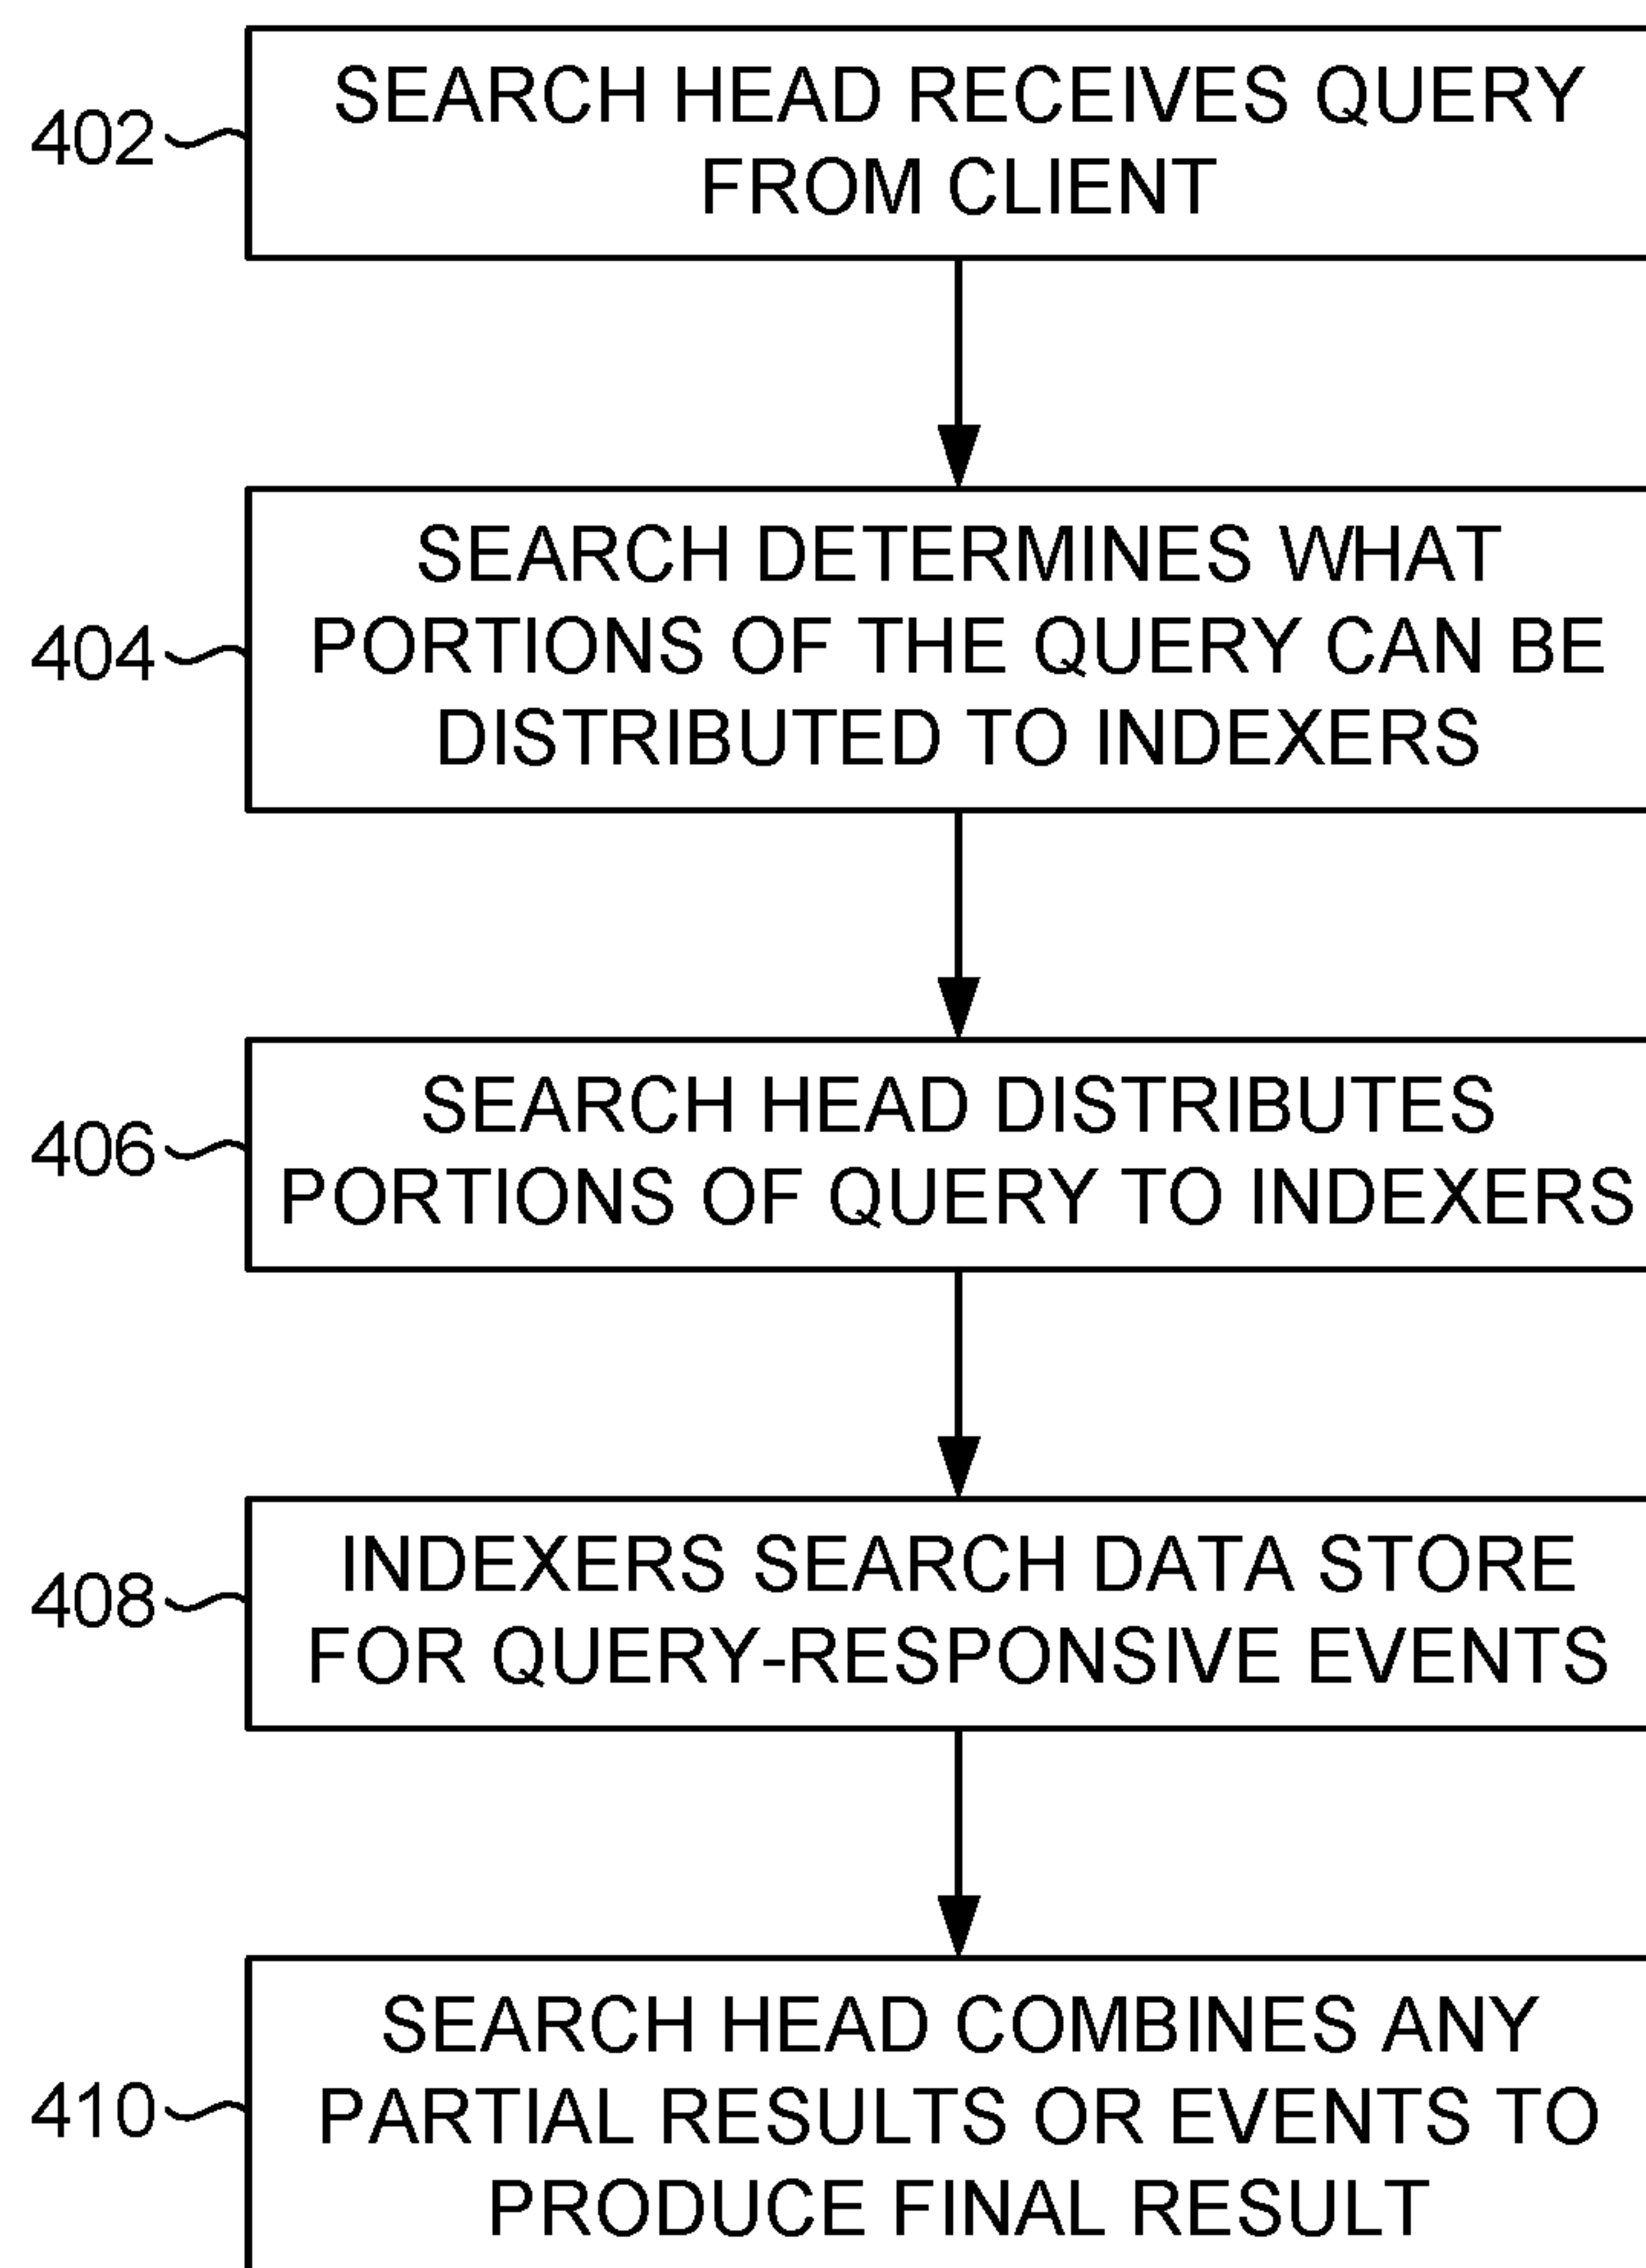 402
SEARCH HEAD RECEIVES QUERY
FROM CLIENT
404
SEARCH DETERMINES WHAT
PORTIONS OF THE QUERY CAN BE
DISTRIBUTED TO INDEXERS
406
SEARCH HEAD DISTRIBUTES
PORTIONS OF QUERY TO INDEXERS
408
INDEXERS SEARCH DATA STORE
FOR QUERY-RESPONSIVE EVENTS
410
SEARCH HEAD COMBINES ANY
PARTIAL RESULTS OR EVENTS TO
PRODUCE FINAL RESULT